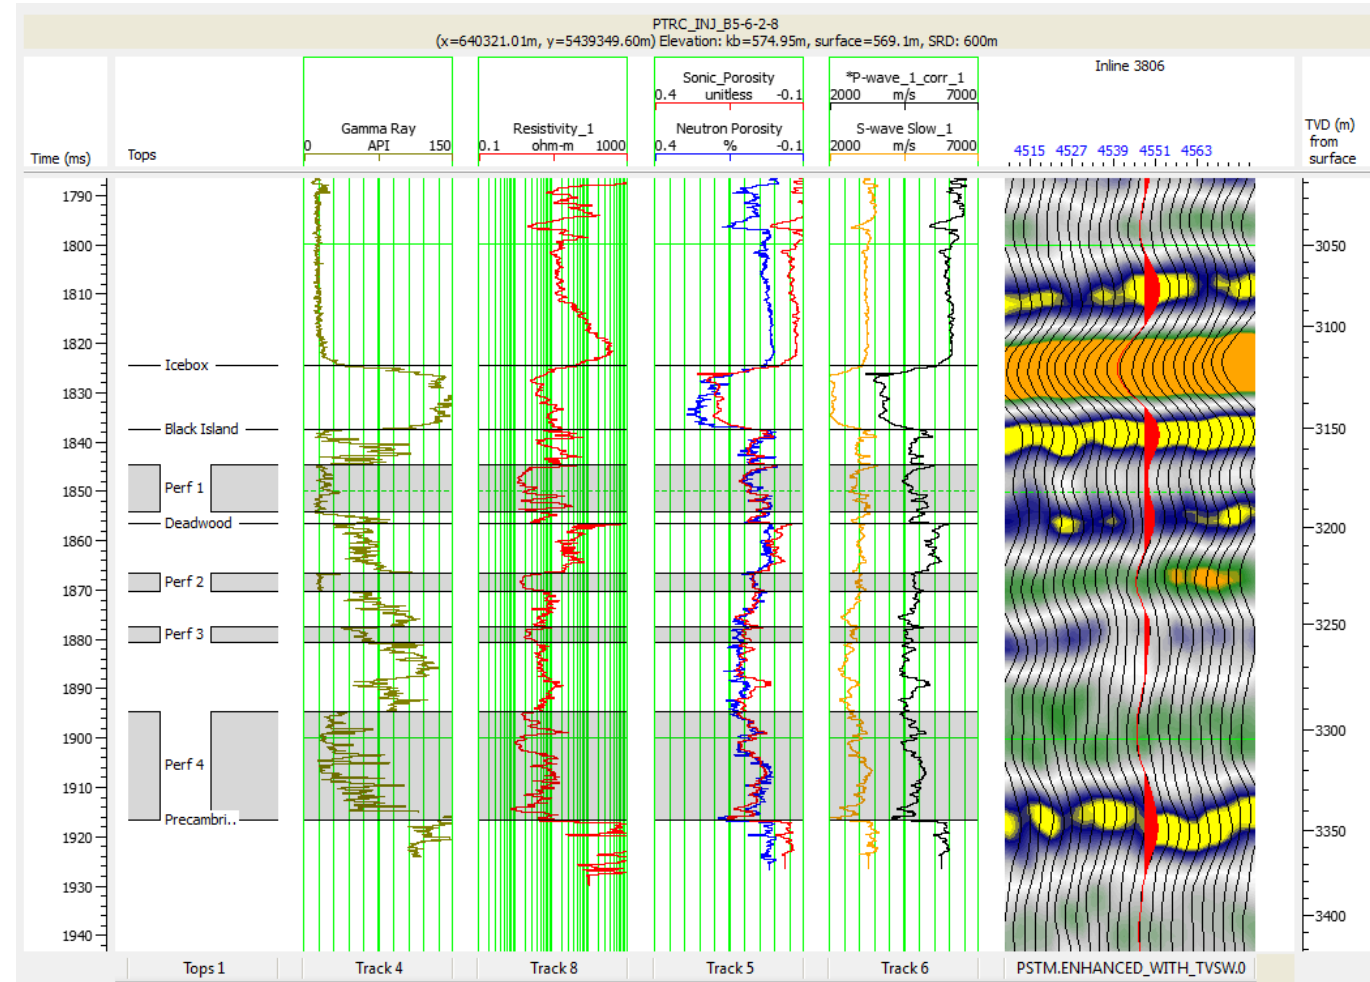 PTRC_INJ_B5-6-2-8
(x=640321.01m, y=5439349.60m) Elevation: kb=574.95m, surface=569.1m, SRD: 600m
Inline 3806
Sonic_Porosity
0.4 unitless -0.1
*P-wave_1_corr_1
2000 m/s 7000
Time (ms)
Tops
Gamma Ray
0 API 150
Resistivity_1
0.1 ohm-m 1000
Neutron Porosity
0.4 % -0.1
S-wave Slow_1
2000 m/s 7000
4515 4527 4539 4551 4563
TVD (m)
from
surface
1790
1800
1810
1820
1830
1840
1850
1860
1870
1880
1890
1900
1910
1920
1930
1940
Icebox
Black Island
Perf 1
Deadwood
Perf 2
Perf 3
Perf 4
Precambri..
3050
3100
3150
3200
3250
3300
3350
3400
Tops 1
Track 4
Track 8
Track 5
Track 6
PSTM.ENHANCED_WITH_TVSW.0